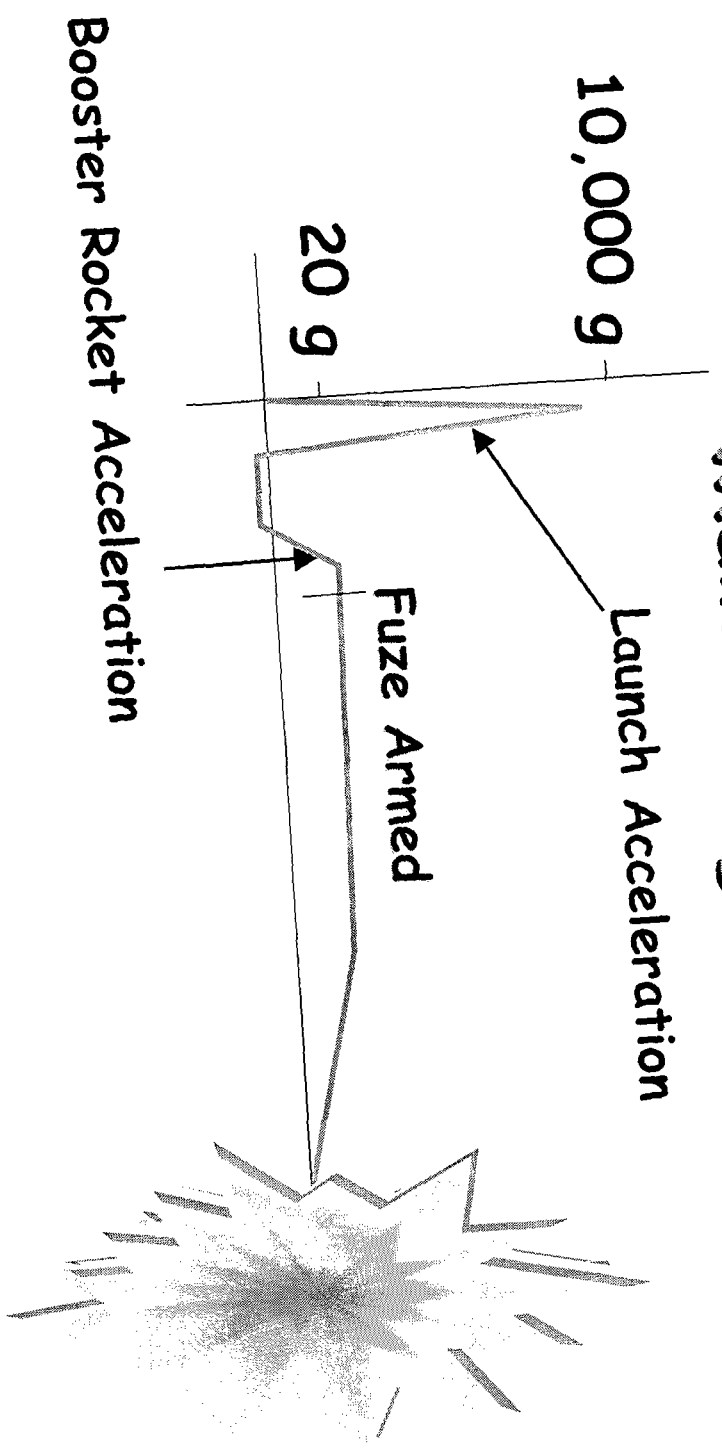 10,000 g
Launch Acceleration
20 g
Fuze Armed
Booster Rocket Acceleration